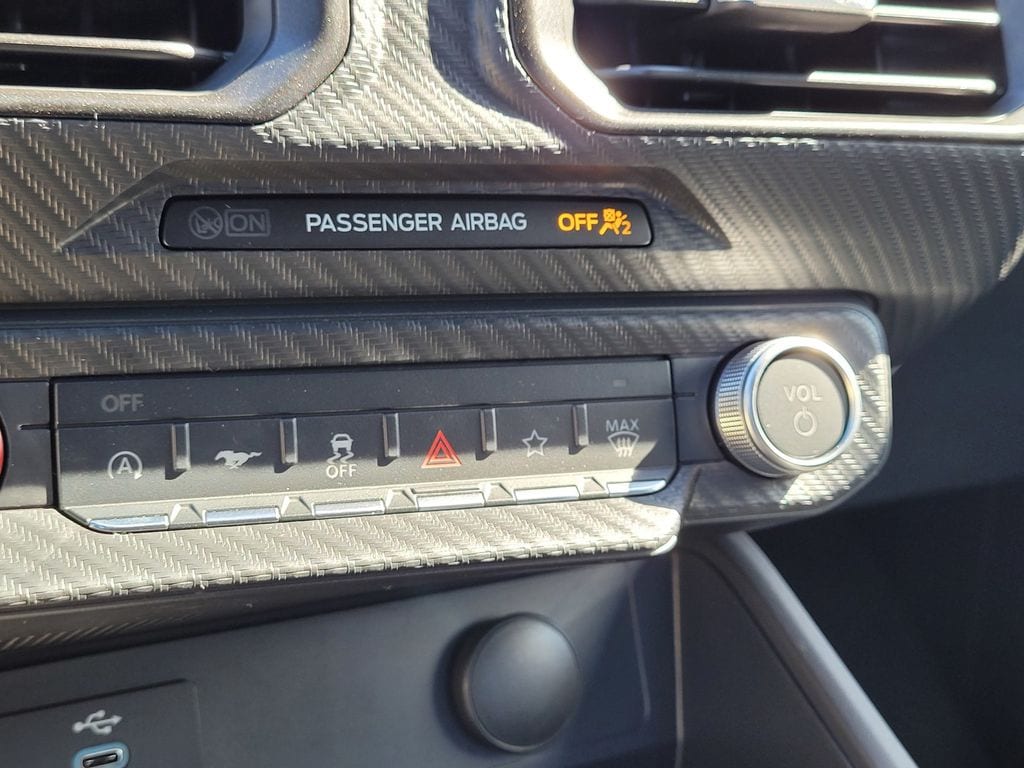 ON PASSENGER AIRBAG OFF 2
OFF
A
OFF
MAX
VOL